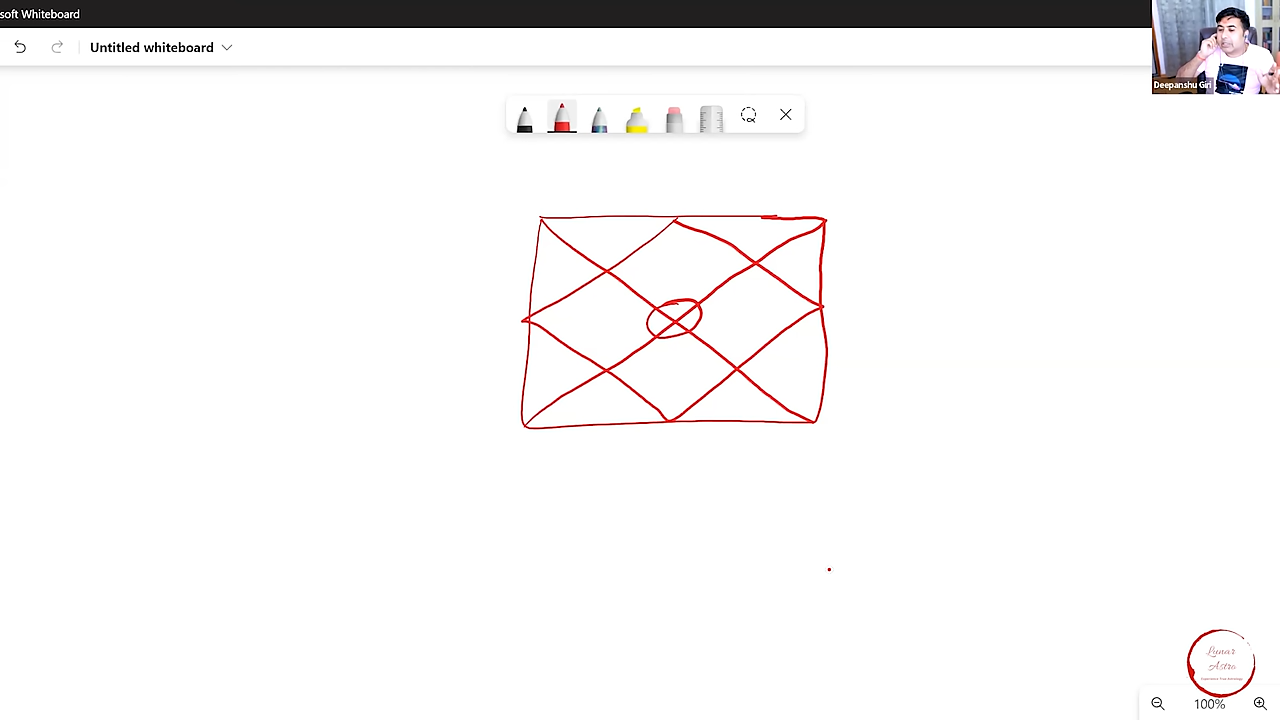 soft Whiteboard
Untitled whiteboard
Deepanshu Giri
Lunar
Astro
100%